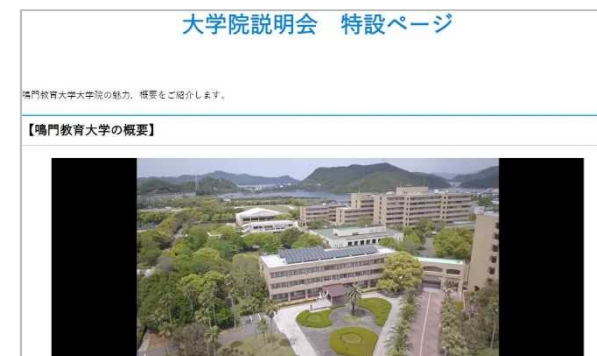 大学院説明会　特設ページ
鳴門教育大学大学院の魅力、概要をご紹介します。
【鳴門教育大学の概要】